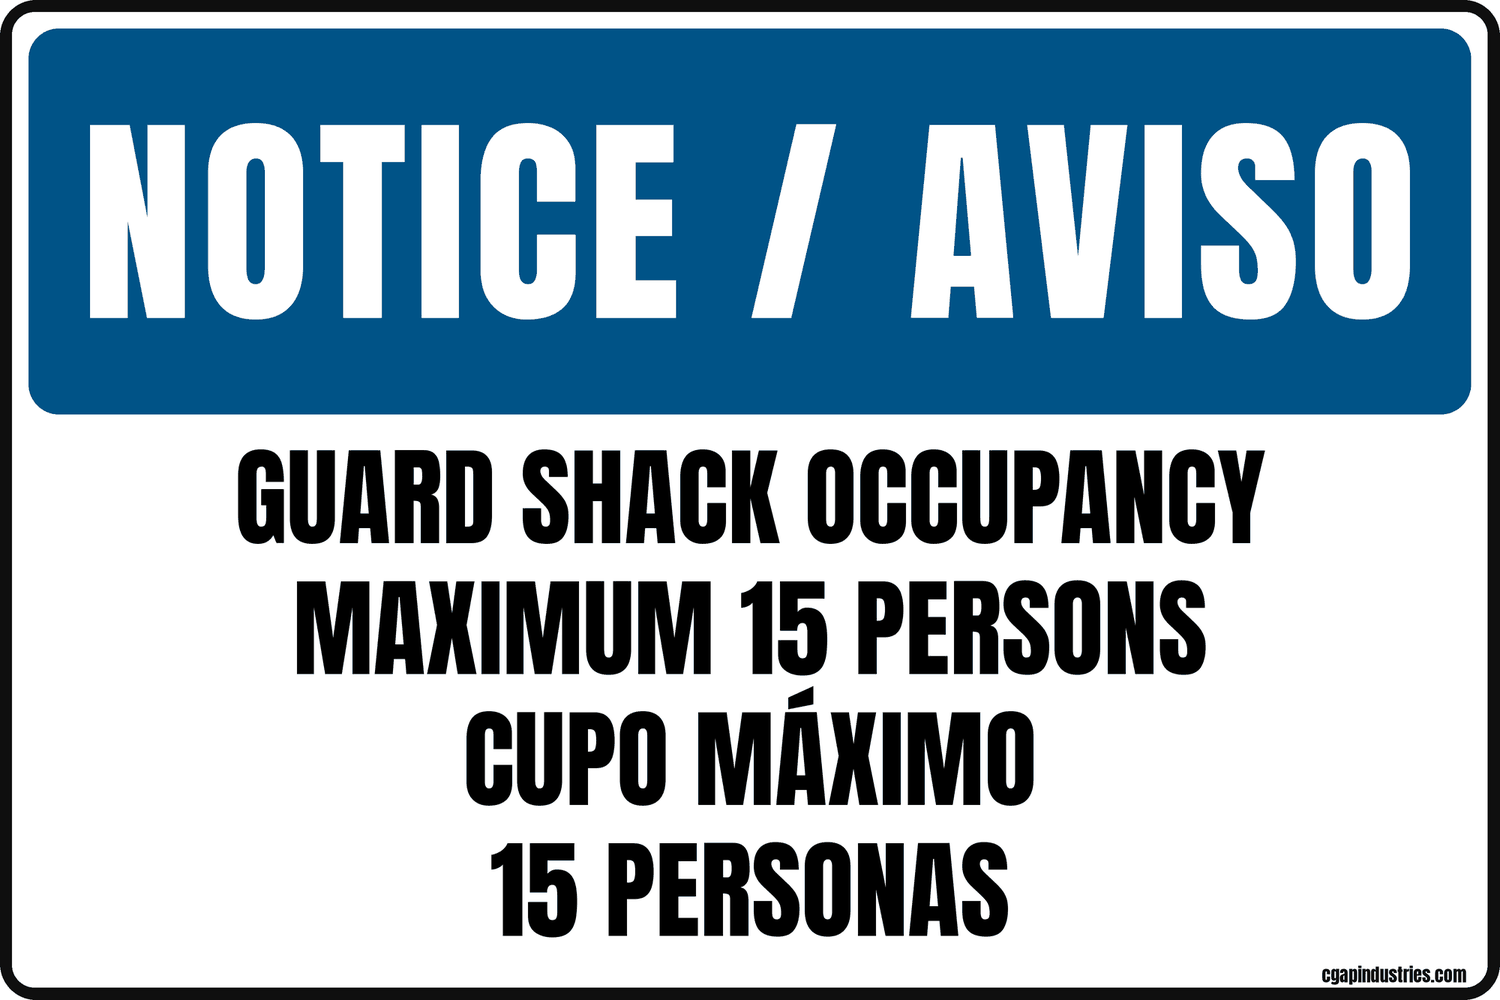 NOTICE / AVISO
GUARD SHACK OCCUPANCY
MAXIMUM 15 PERSONS
CUPO MÁXIMO
15 PERSONAS
cgapindustries.com